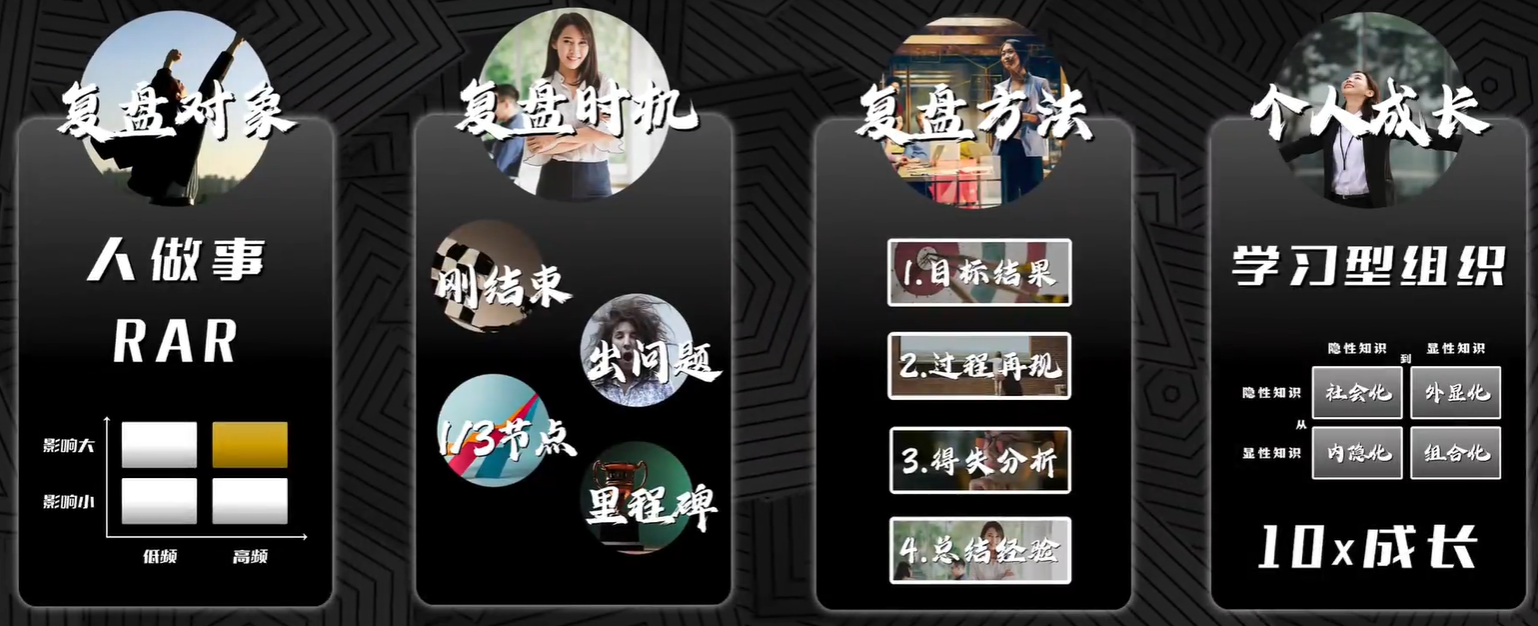 复盘对象
人做事
RAR
影响大
影响小
低频
高频
复盘时机
刚结束
出问题
1/3节点
里程碑
复盘方法
1.目标结果
2.过程再现
3.得失分析
4.总结经验
个人成长
学习型组织
隐性知识
到
显性知识
隐性知识
社会化
外显化
从
显性知识
内隐化
组合化
10x成长